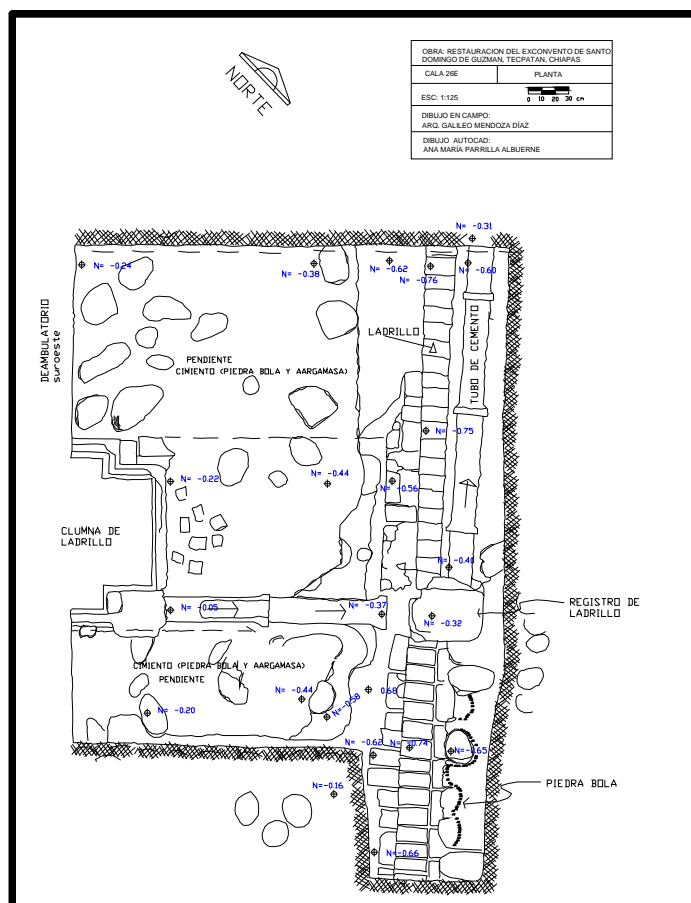 NORTE
OBRA: RESTAURACION DEL EXCONVENTO DE SANTO
DOMINGO DE GUZMAN, TECPATAN, CHIAPAS
CALA 26E
PLANTA
ESC: 1:125
0 10 20 30 cm
DIBUJO EN CAMPO:
ARQ. GALILEO MENDOZA DÍAZ
DIBUJO AUTOCAD:
ANA MARÍA PARRILLA ALBUERNE
N= -0.31
N= -0.24
N= -0.38
N= -0.62
N= -0.76
N= -0.60
DEAMBULATORIO
suroeste
LADRILLO
TUBO DE CEMENTO
PENDIENTE
CIMIENTO (PIEDRA BOLA Y AARGAMASA)
N= -0.75
N= -0.22
N= -0.44
N= -0.56
CLUMNA DE
LADRILLO
N= -0.40
N= -0.05
N= -0.37
N= -0.32
REGISTRO DE
LADRILLO
CIMIENTO (PIEDRA BOLA Y AARGAMASA)
PENDIENTE
N= -0.44
0.68
N= -0.20
N= -0.58
N= -0.62
N= -0.74
N= -0.65
N= -0.16
PIEDRA BOLA
N= -0.66